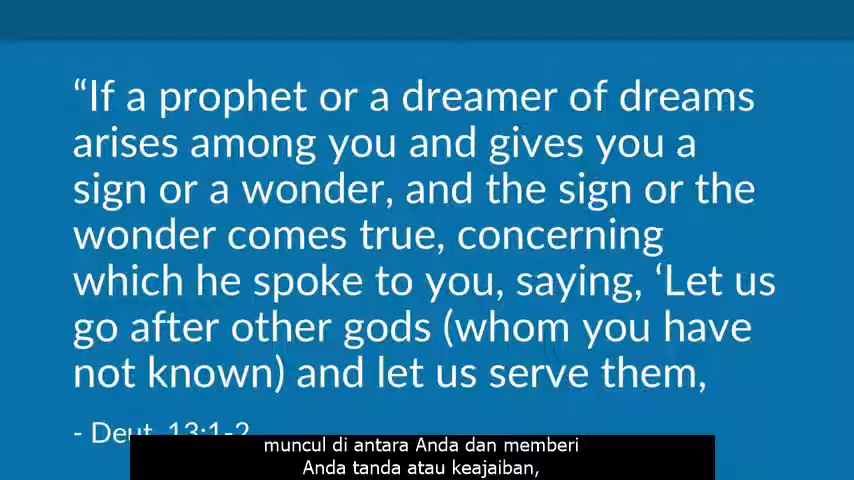 “If a prophet or a dreamer of dreams
arises among you and gives you a
sign or a wonder, and the sign or the
wonder comes true, concerning
which he spoke to you, saying, ‘Let us
go after other gods (whom you have
not known) and let us serve them,
- Deut. 13:1-2
muncul di antara Anda dan memberi
Anda tanda atau keajaiban,